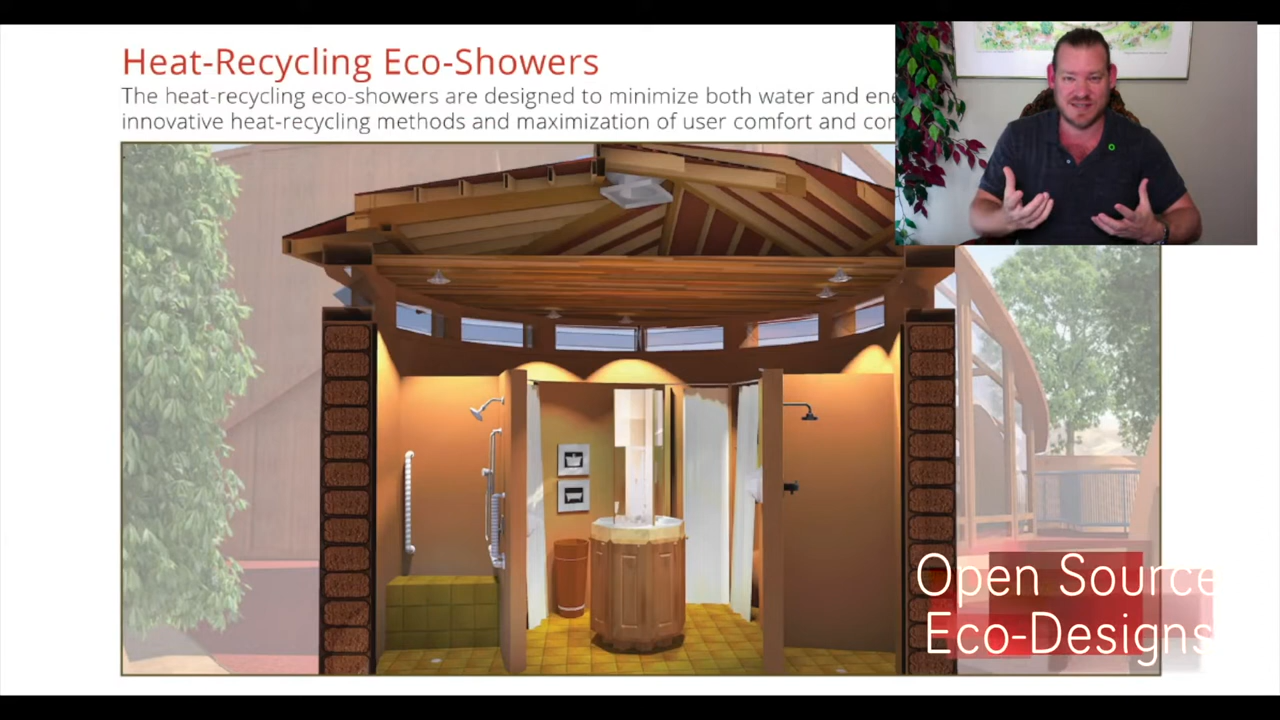 Heat-Recycling Eco-Showers
The heat-recycling eco-showers are designed to minimize both water and
innovative heat-recycling methods and maximization of user comfort and
Open Source
Eco-Designs